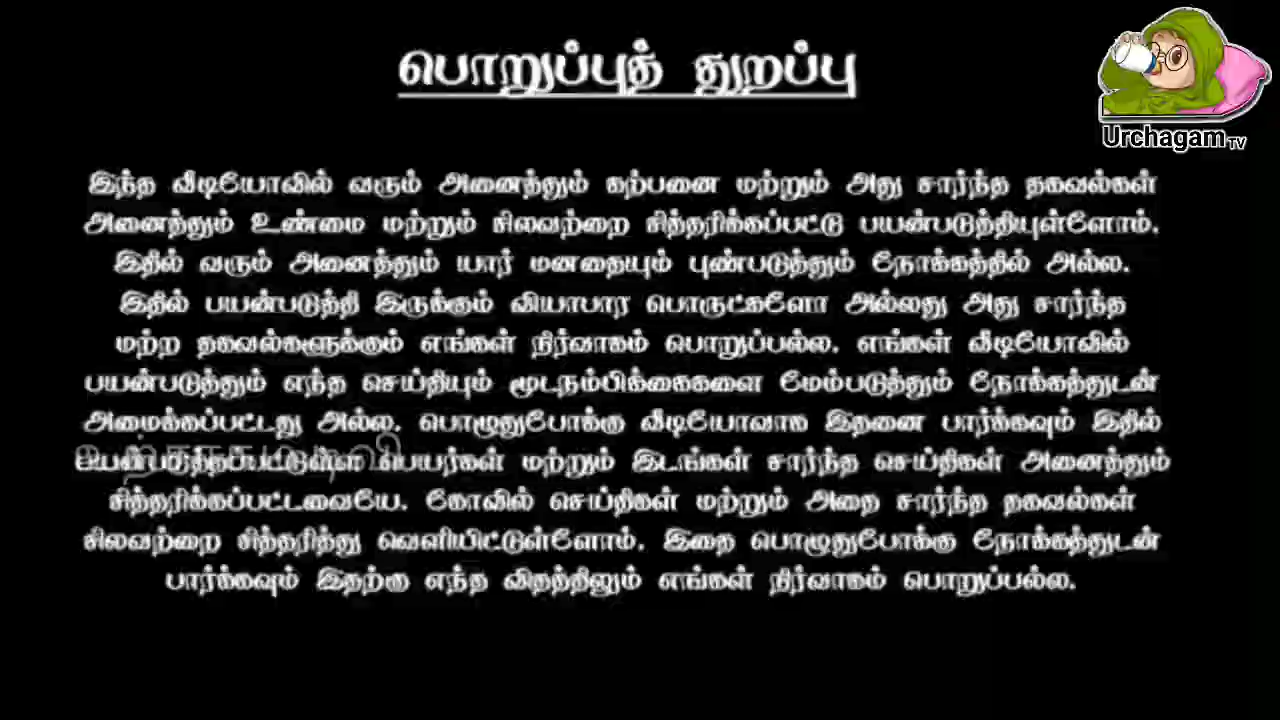 பொறுப்புத் துறப்பு
Urchagam TV
இந்த வீடியோவில் வரும் அனைத்தும் கற்பனை மற்றும் அது சார்ந்த தகவல்கள்
அனைத்தும் உண்மை மற்றும் சிலவற்றை சித்தரிக்கப்பட்டு பயன்படுத்தியுள்ளோம்.
இதில் வரும் அனைத்தும் யார் மனதையும் புண்படுத்தும் நோக்கத்தில் அல்ல.
இதில் பயன்படுத்தி இருக்கும் வியாபார பொருட்களோ அல்லது அது சார்ந்த
மற்ற தகவல்களுக்கும் எங்கள் நிர்வாகம் பொறுப்பல்ல. எங்கள் வீடியோவில்
பயன்படுத்தும் எந்த செய்தியும் மூடநம்பிக்கைகளை மேம்படுத்தும் நோக்கத்துடன்
அமைக்கப்பட்டது அல்ல. பொழுதுபோக்கு வீடியோவாக இதனை பார்க்கவும் இதில்
பெயர்கள் மற்றும் இடங்கள் சார்ந்த செய்திகள் அனைத்தும்
சித்தரிக்கப்பட்டவையே. கோவில் செய்திகள் மற்றும் அதை சார்ந்த தகவல்கள்
சிலவற்றை சித்தரித்து வெளியிட்டுள்ளோம். இதை பொழுதுபோக்கு நோக்கத்துடன்
பார்க்கவும் இதற்கு எந்த விதத்திலும் எங்கள் நிர்வாகம் பொறுப்பல்ல.